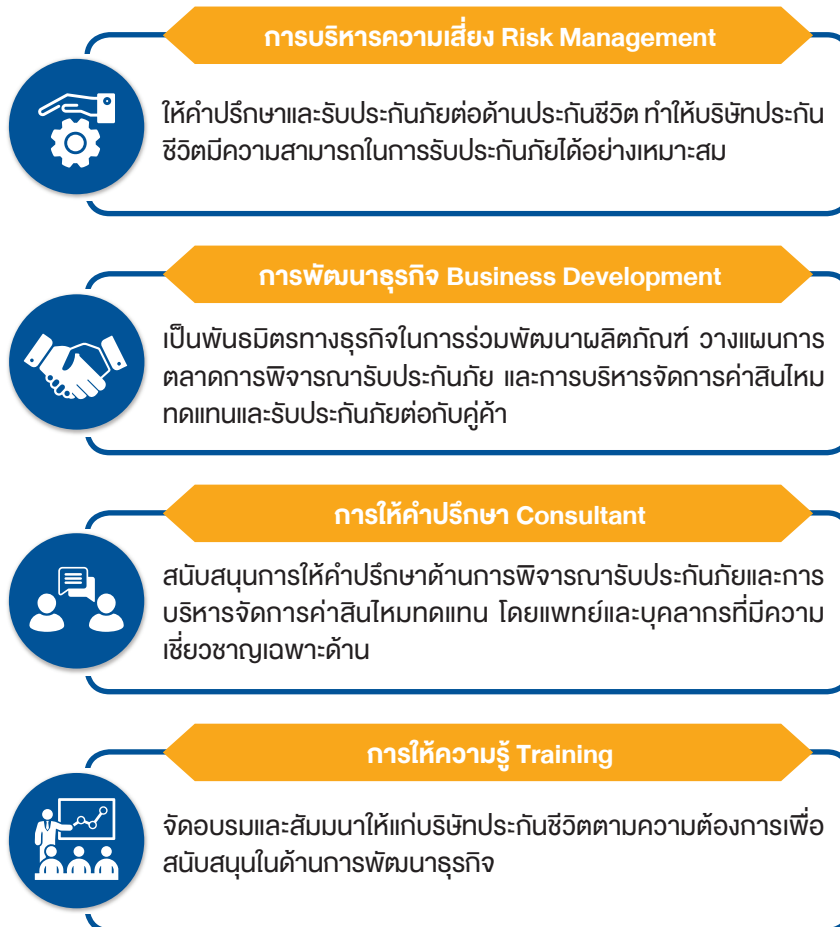 การบริหารความเสี่ยง Risk Management
ให้คำปรึกษาและรับประกันภัยต่อด้านประกันชีวิต ทำให้บริษัทประกัน
ชีวิตมีความสามารถในการรับประกันภัยได้อย่างเหมาะสม
การพัฒนาธุรกิจ Business Development
เป็นพันธมิตรทางธุรกิจในการร่วมพัฒนาผลิตภัณฑ์ วางแผนการ
ตลาดการพิจารณารับประกันภัย และการบริหารจัดการค่าสินไหม
ทดแทนและรับประกันภัยต่อกับคู่ค้า
การให้คำปรึกษา Consultant
สนับสนุนการให้คำปรึกษาด้านการพิจารณารับประกันภัยและการ
บริหารจัดการค่าสินไหมทดแทน โดยแพทย์และบุคลากรที่มีความ
เชี่ยวชาญเฉพาะด้าน
การให้ความรู้ Training
จัดอบรมและสัมมนาให้แก่บริษัทประกันชีวิตตามความต้องการเพื่อ
สนับสนุนในด้านการพัฒนาธุรกิจ